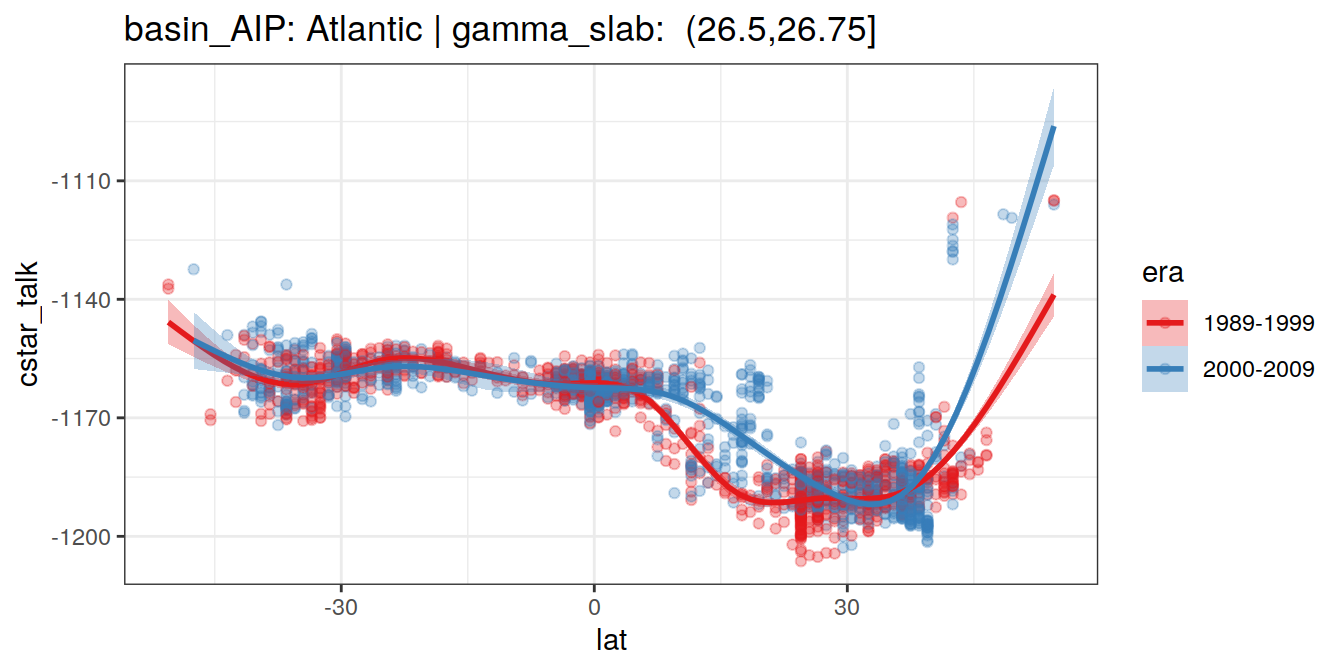 basin_AIP: Atlantic | gamma_slab:  (26.5,26.75]
cstar_talk
-1110
-1140
-1170
-1200
-30
0
30
lat
era
1989-1999
2000-2009